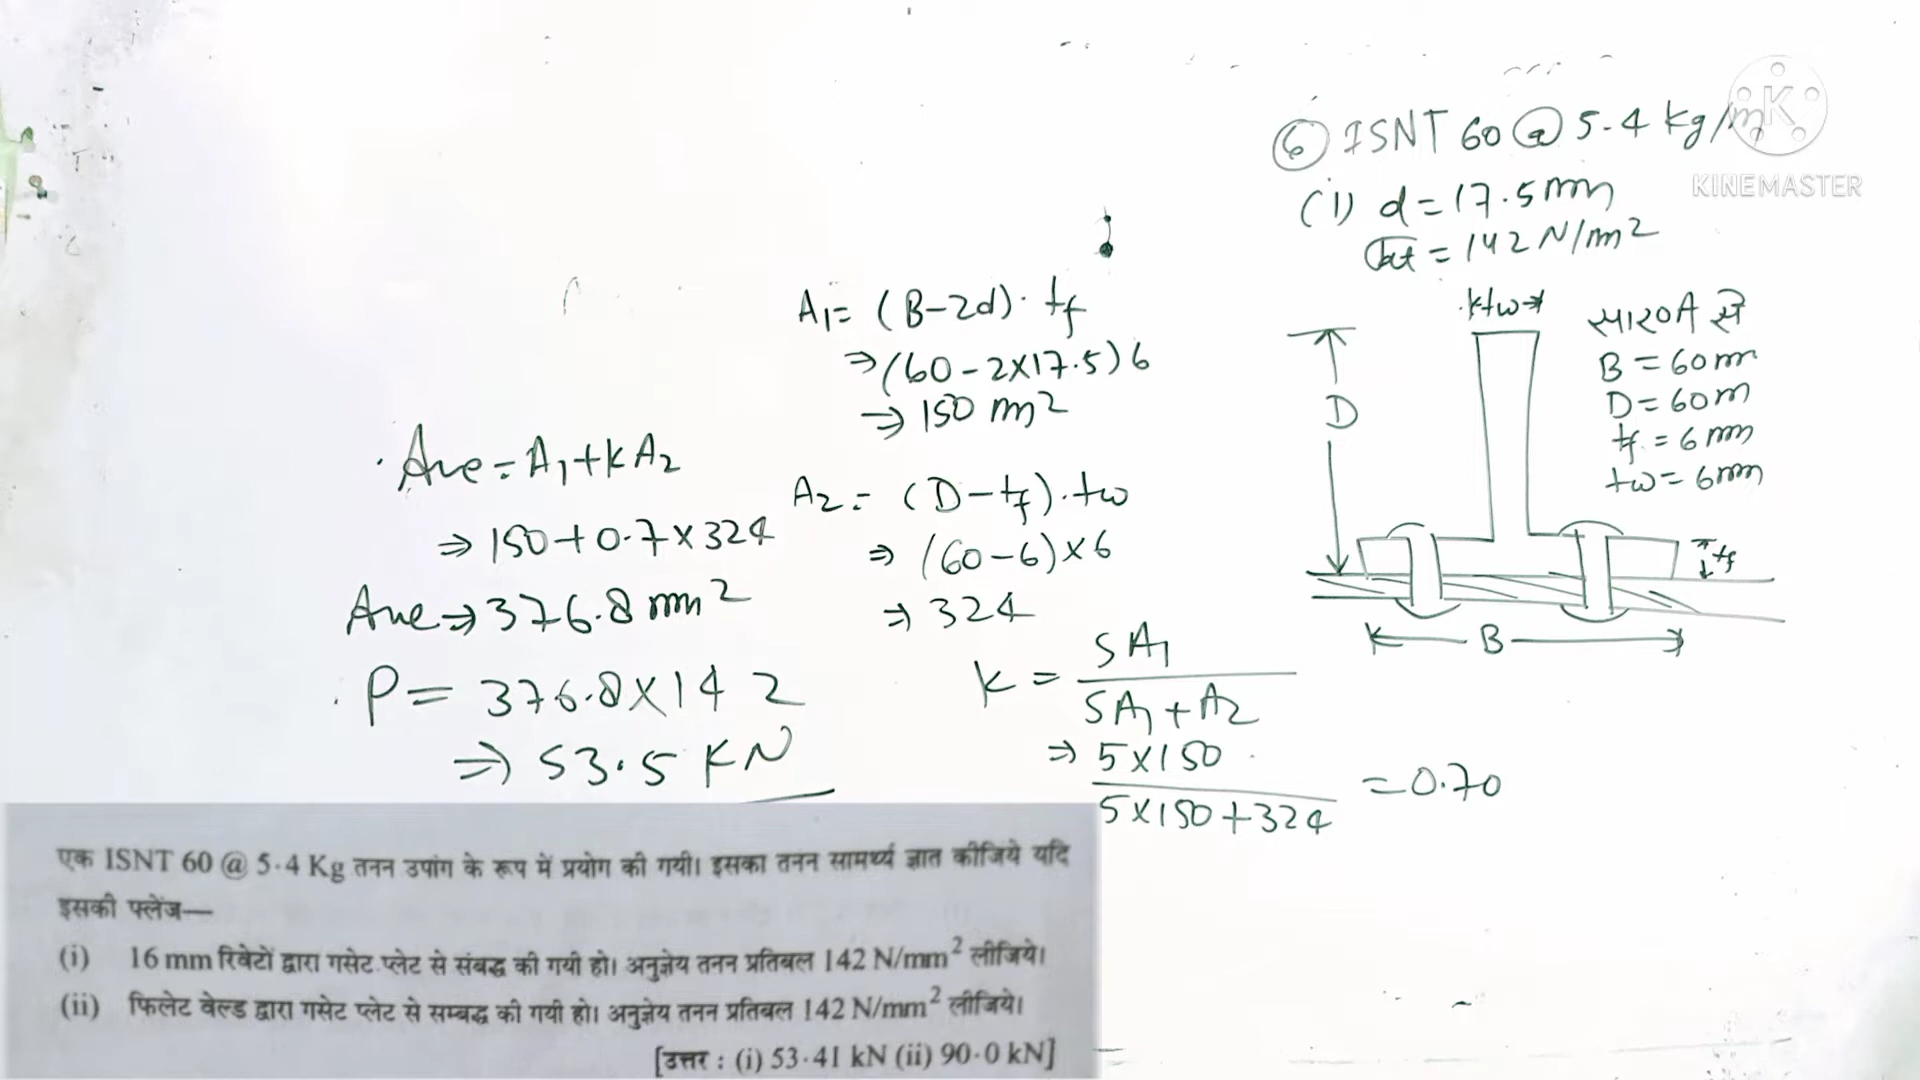 ⑥ ISNT 60 @ 5.4 kg/m
KINEMASTER
(i) d = 17.5 mm
σat = 142 N/mm2
tw
सारणी A से
B = 60 mm
D = 60 m
tf = 6 mm
tw = 6 mm
D
tf
B
A1 = (B-2d) . tf
⇒ (60 - 2×17.5) 6
⇒ 150 mm2
A2 = (D - tf) . tw
⇒ (60-6) × 6
⇒ 324
k = 5A1 / 5A1 + A2
⇒ 5×150 / 5×150+324 = 0.70
Ane = A1 + kA2
⇒ 150 + 0.7 × 324
Ane ⇒ 376.8 mm2
P = 376.8 × 142
⇒ 53.5 KN
एक ISNT 60 @ 5·4 Kg तनन उपांग के रूप में प्रयोग की गयी। इसका तनन सामर्थ्य ज्ञात कीजिये यदि
इसकी फ्लेंज—
(i) 16 mm रिवेटों द्वारा गसेट प्लेट से संबद्ध की गयी हो। अनुज्ञेय तनन प्रतिबल 142 N/mm2 लीजिये।
(ii) फिलेट वेल्ड द्वारा गसेट प्लेट से सम्बद्ध की गयी हो। अनुज्ञेय तनन प्रतिबल 142 N/mm2 लीजिये।
[उत्तर : (i) 53·41 kN (ii) 90·0 kN]